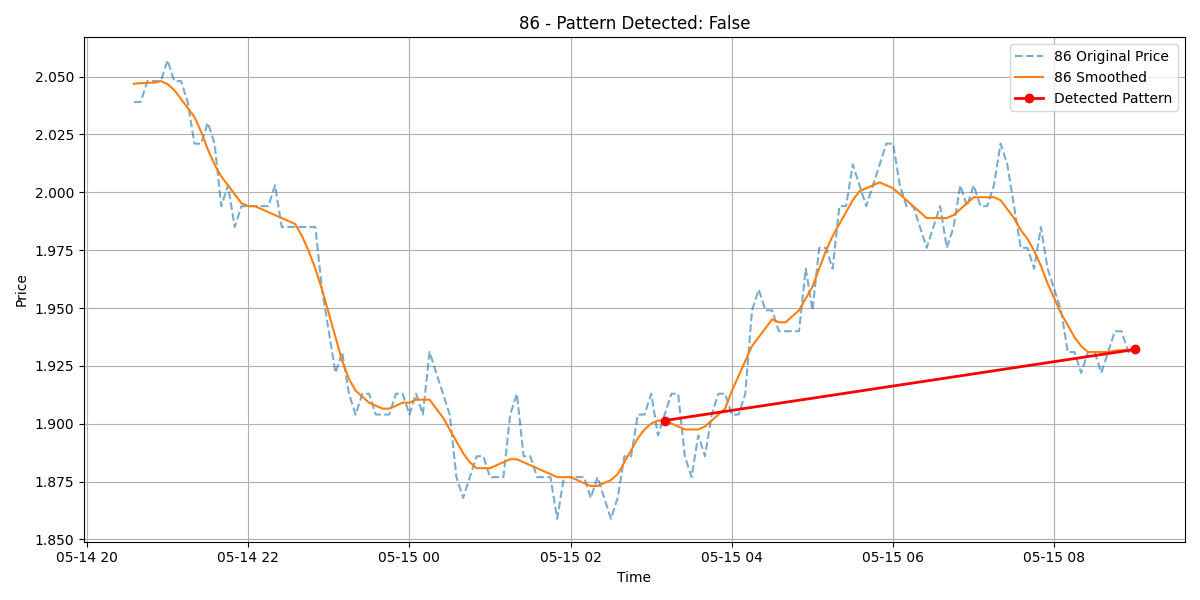 86 - Pattern Detected: False
86 Original Price
86 Smoothed
Detected Pattern
Price
2.050
2.025
2.000
1.975
1.950
1.925
1.900
1.875
1.850
05-14 20
05-14 22
05-15 00
05-15 02
05-15 04
05-15 06
05-15 08
Time